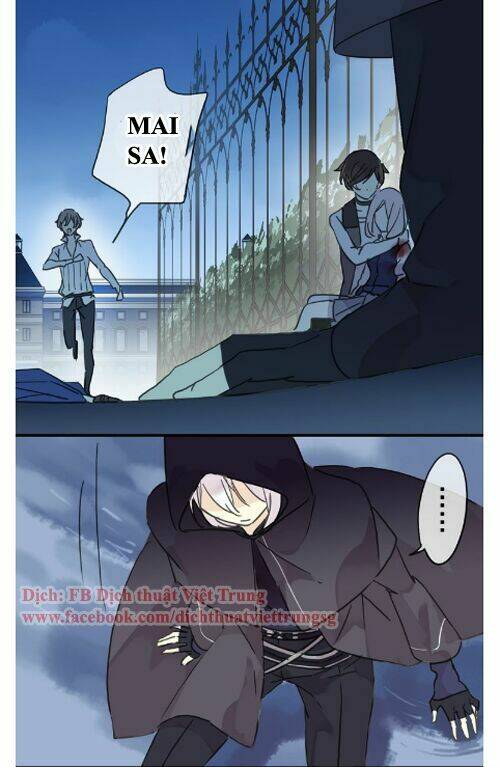 MAI
SA!
......
Dịch: FB Dịch thuật Việt Trung
www.facebook.com/dichthuatviettrungsg